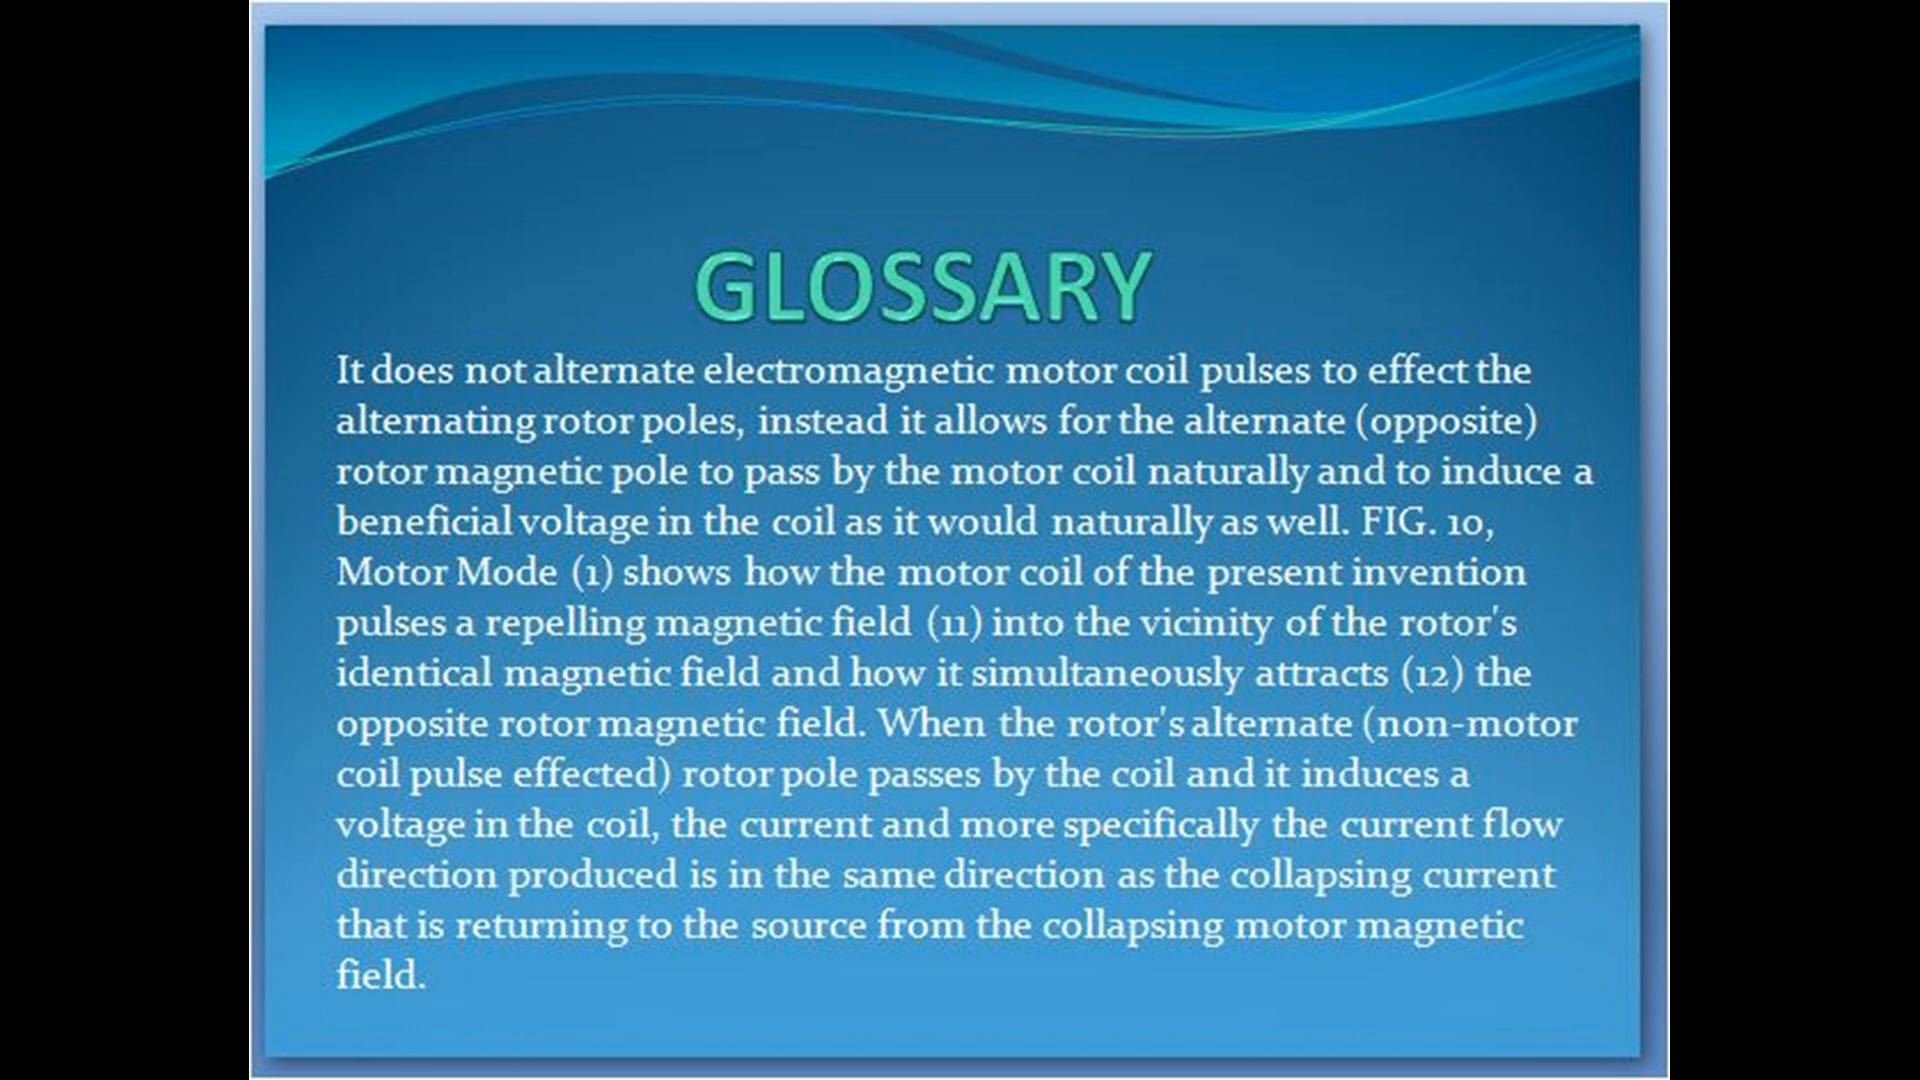 GLOSSARY
It does not alternate electromagnetic motor coil pulses to effect the
alternating rotor poles, instead it allows for the alternate (opposite)
rotor magnetic pole to pass by the motor coil naturally and to induce a
beneficial voltage in the coil as it would naturally as well. FIG. 10,
Motor Mode (1) shows how the motor coil of the present invention
pulses a repelling magnetic field (11) into the vicinity of the rotor's
identical magnetic field and how it simultaneously attracts (12) the
opposite rotor magnetic field. When the rotor's alternate (non-motor
coil pulse effected) rotor pole passes by the coil and it induces a
voltage in the coil, the current and more specifically the current flow
direction produced is in the same direction as the collapsing current
that is returning to the source from the collapsing motor magnetic
field.